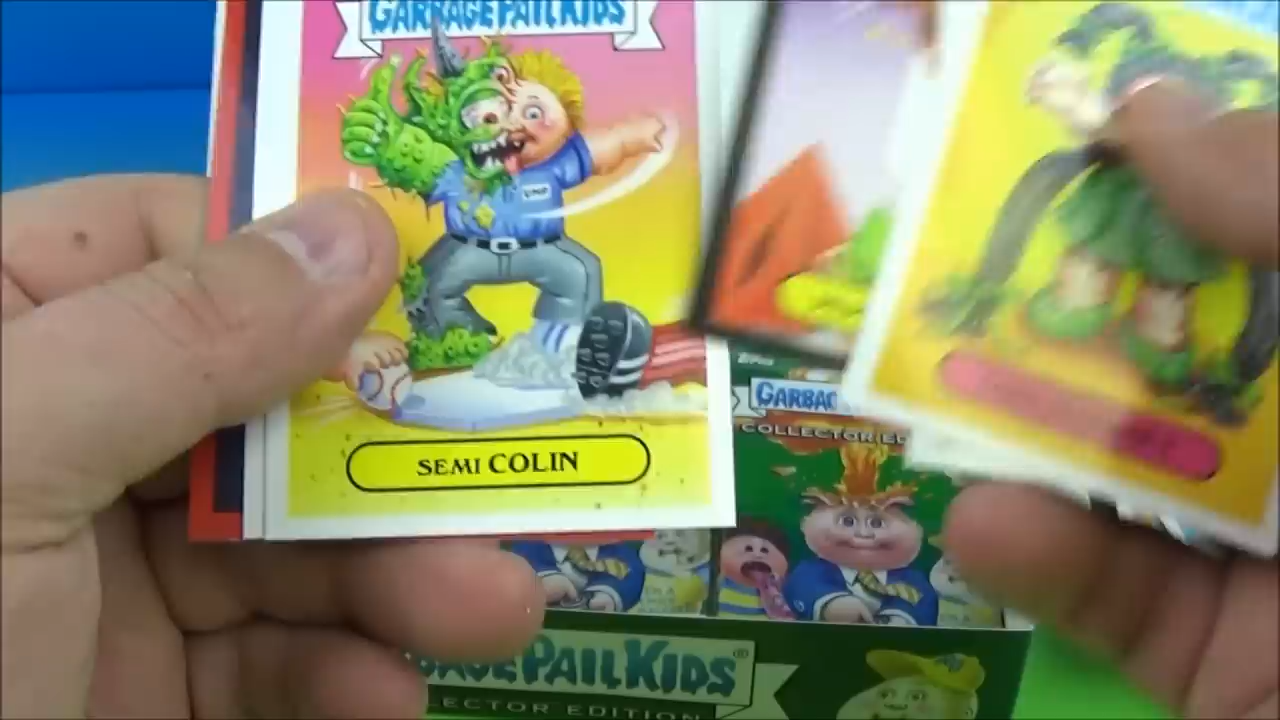 GARBAGE PAIL KIDS
UMP
SEMI COLIN
Topps
GARBAG
COLLECTOR ED
BAGE PAIL KIDS®
LECTOR EDITION